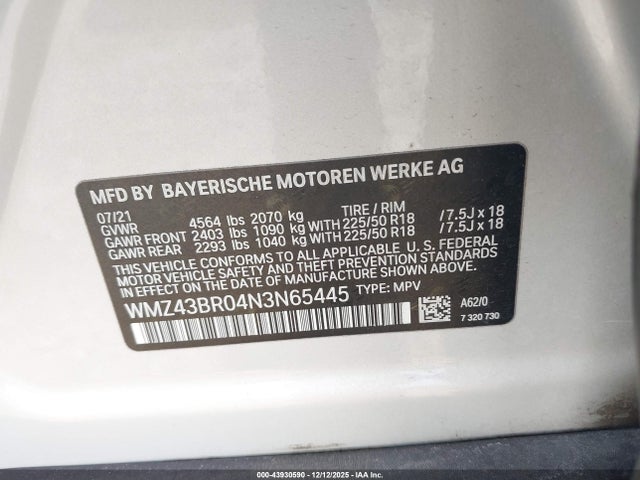 MFD BY BAYERISCHE MOTOREN WERKE AG
07/21
GVWR 4564 lbs 2070 kg TIRE / RIM
GAWR FRONT 2403 lbs 1090 kg WITH 225/50 R18 /7.5J x 18
GAWR REAR 2293 lbs 1040 kg WITH 225/50 R18 /7.5J x 18
THIS VEHICLE CONFORMS TO ALL APPLICABLE U. S. FEDERAL
MOTOR VEHICLE SAFETY, BUMPER, AND THEFT PREVENTION
STANDARDS IN EFFECT ON THE DATE OF MANUFACTURE SHOWN ABOVE.
WMZ43BR04N3N65445 TYPE: MPV
A62/0
7 320 730
000-43930590 - 12/12/2025 - IAA Inc.